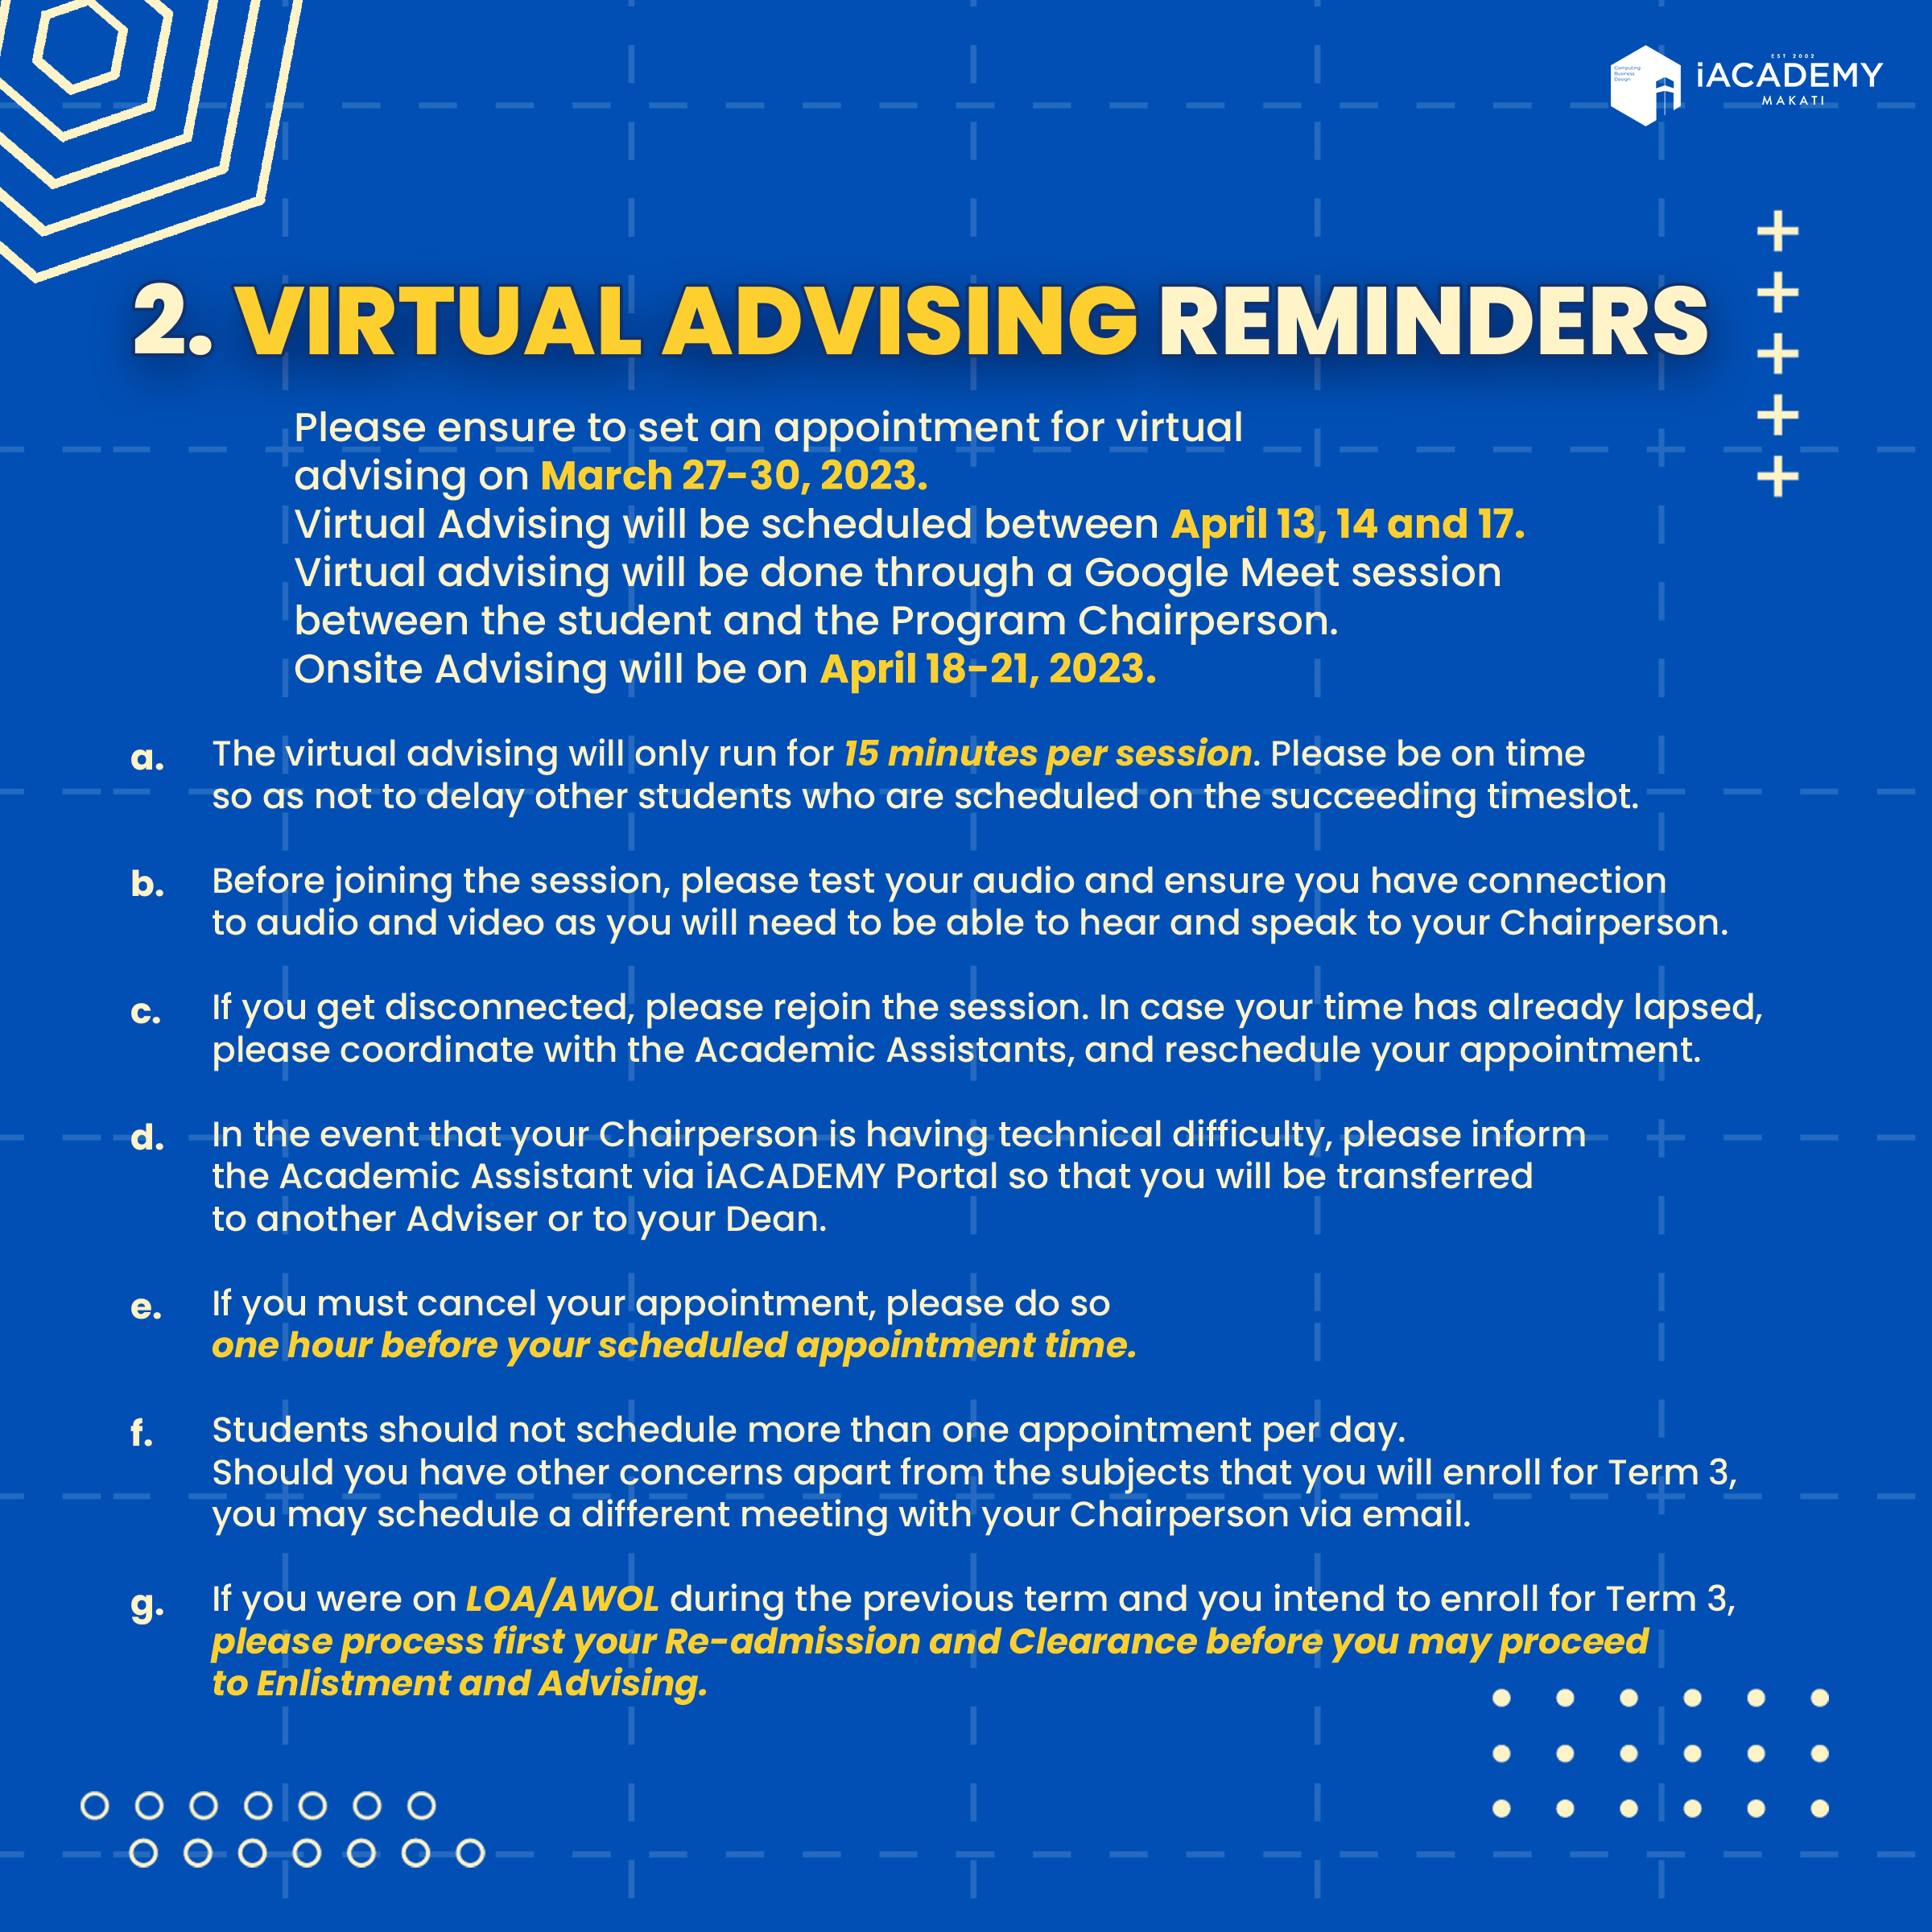 Computing
Business
Design
EST 2002
iACADEMY
MAKATI
2. VIRTUAL ADVISING REMINDERS
Please ensure to set an appointment for virtual
advising on March 27-30, 2023.
Virtual Advising will be scheduled between April 13, 14 and 17.
Virtual advising will be done through a Google Meet session
between the student and the Program Chairperson.
Onsite Advising will be on April 18-21, 2023.
a. The virtual advising will only run for 15 minutes per session. Please be on time
so as not to delay other students who are scheduled on the succeeding timeslot.
b. Before joining the session, please test your audio and ensure you have connection
to audio and video as you will need to be able to hear and speak to your Chairperson.
c. If you get disconnected, please rejoin the session. In case your time has already lapsed,
please coordinate with the Academic Assistants, and reschedule your appointment.
d. In the event that your Chairperson is having technical difficulty, please inform
the Academic Assistant via iACADEMY Portal so that you will be transferred
to another Adviser or to your Dean.
e. If you must cancel your appointment, please do so
one hour before your scheduled appointment time.
f. Students should not schedule more than one appointment per day.
Should you have other concerns apart from the subjects that you will enroll for Term 3,
you may schedule a different meeting with your Chairperson via email.
g. If you were on LOA/AWOL during the previous term and you intend to enroll for Term 3,
please process first your Re-admission and Clearance before you may proceed
to Enlistment and Advising.